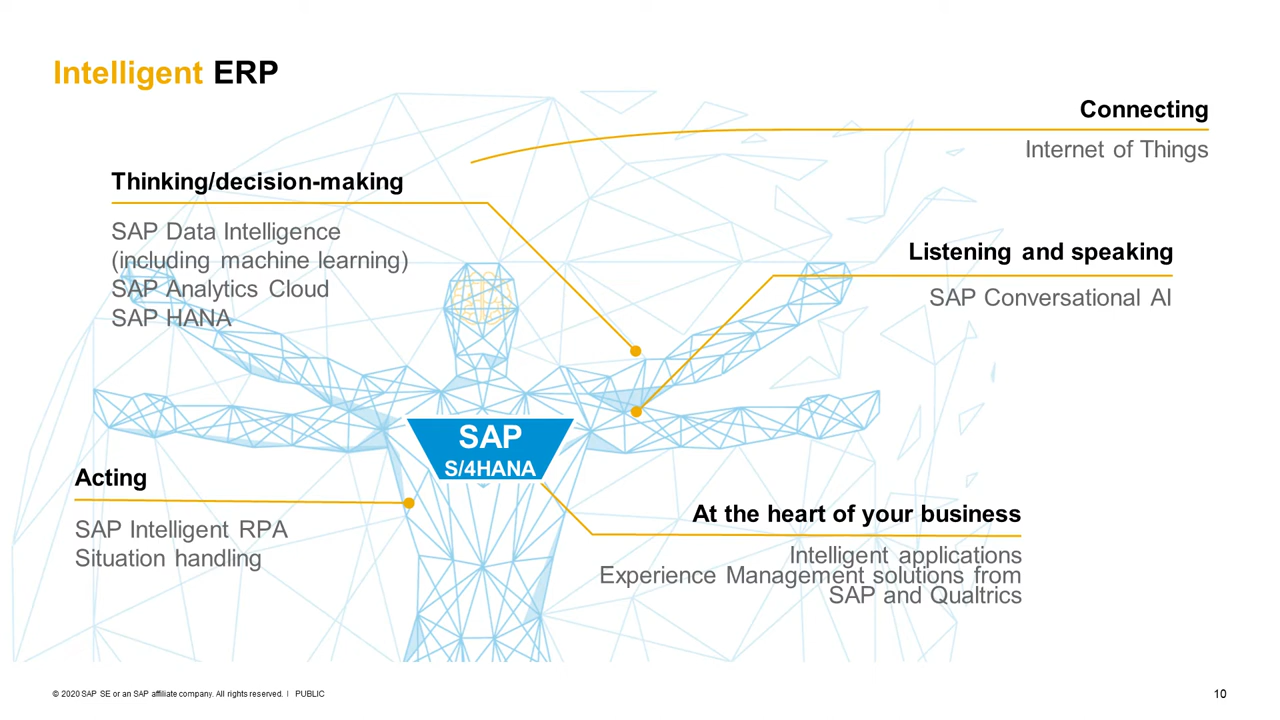 Intelligent ERP
Connecting
Internet of Things
Thinking/decision-making
SAP Data Intelligence
(including machine learning)
SAP Analytics Cloud
SAP HANA
Listening and speaking
SAP Conversational AI
SAP
S/4HANA
Acting
SAP Intelligent RPA
Situation handling
At the heart of your business
Intelligent applications
Experience Management solutions from
SAP and Qualtrics
© 2020 SAP SE or an SAP affiliate company. All rights reserved. | PUBLIC
10